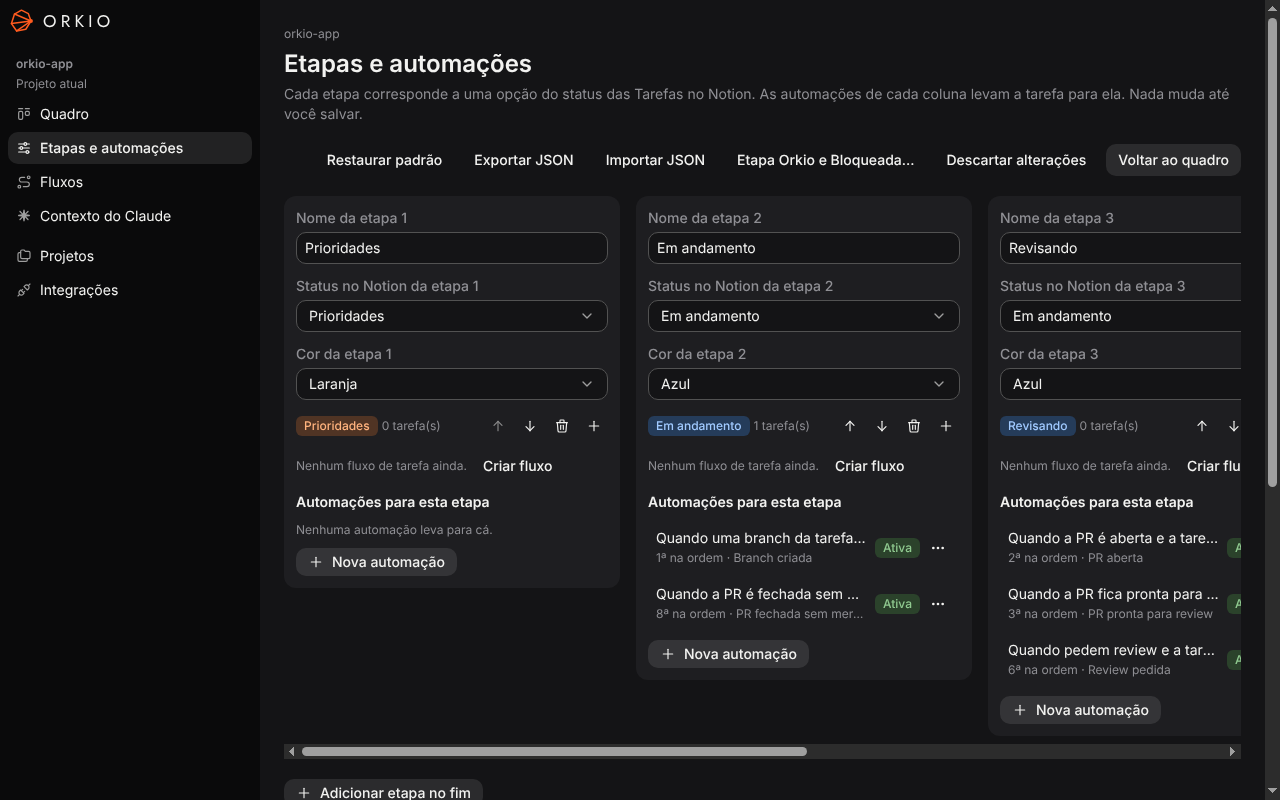 ORKIO
orkio-app
Projeto atual
Quadro
Etapas e automações
Fluxos
Contexto do Claude
Projetos
Integrações
orkio-app
Etapas e automações
Cada etapa corresponde a uma opção do status das Tarefas no Notion. As automações de cada coluna levam a tarefa para ela. Nada muda até
você salvar.
Restaurar padrão
Exportar JSON
Importar JSON
Etapa Orkio e Bloqueada...
Descartar alterações
Voltar ao quadro
Nome da etapa 1
Prioridades
Status no Notion da etapa 1
Prioridades
Cor da etapa 1
Laranja
Prioridades 0 tarefa(s)
Nenhum fluxo de tarefa ainda. Criar fluxo
Automações para esta etapa
Nenhuma automação leva para cá.
Nova automação
Nome da etapa 2
Em andamento
Status no Notion da etapa 2
Em andamento
Cor da etapa 2
Azul
Em andamento 1 tarefa(s)
Nenhum fluxo de tarefa ainda. Criar fluxo
Automações para esta etapa
Quando uma branch da tarefa... Ativa
1ª na ordem · Branch criada
Quando a PR é fechada sem ... Ativa
8ª na ordem · PR fechada sem mer...
Nova automação
Nome da etapa 3
Revisando
Status no Notion da etapa 3
Em andamento
Cor da etapa 3
Azul
Revisando 0 tarefa(s)
Nenhum fluxo de tarefa ainda. Criar flu
Automações para esta etapa
Quando a PR é aberta e a tare... A
2ª na ordem · PR aberta
Quando a PR fica pronta para ... A
3ª na ordem · PR pronta para review
Quando pedem review e a tar... A
6ª na ordem · Review pedida
Nova automação
Adicionar etapa no fim